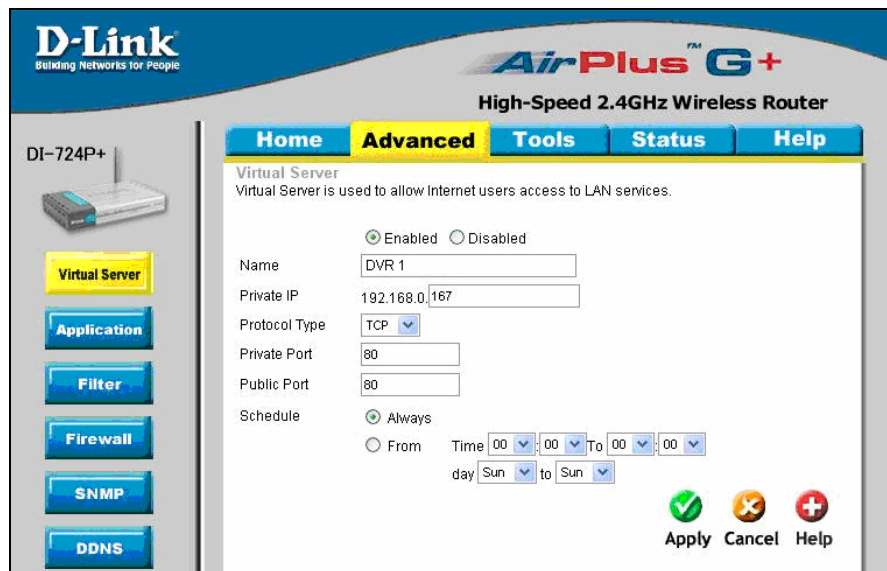 D-Link
Building Networks for People
AirPlus G+
TM
High-Speed 2.4GHz Wireless Router
DI-724P+
Home Advanced Tools Status Help
Virtual Server
Virtual Server is used to allow Internet users access to LAN services.
Enabled Disabled
Name DVR 1
Private IP 192.168.0. 167
Protocol Type TCP
Private Port 80
Public Port 80
Schedule Always
From Time 00 : 00 To 00 : 00
day Sun to Sun
Apply Cancel Help
Virtual Server
Application
Filter
Firewall
SNMP
DDNS